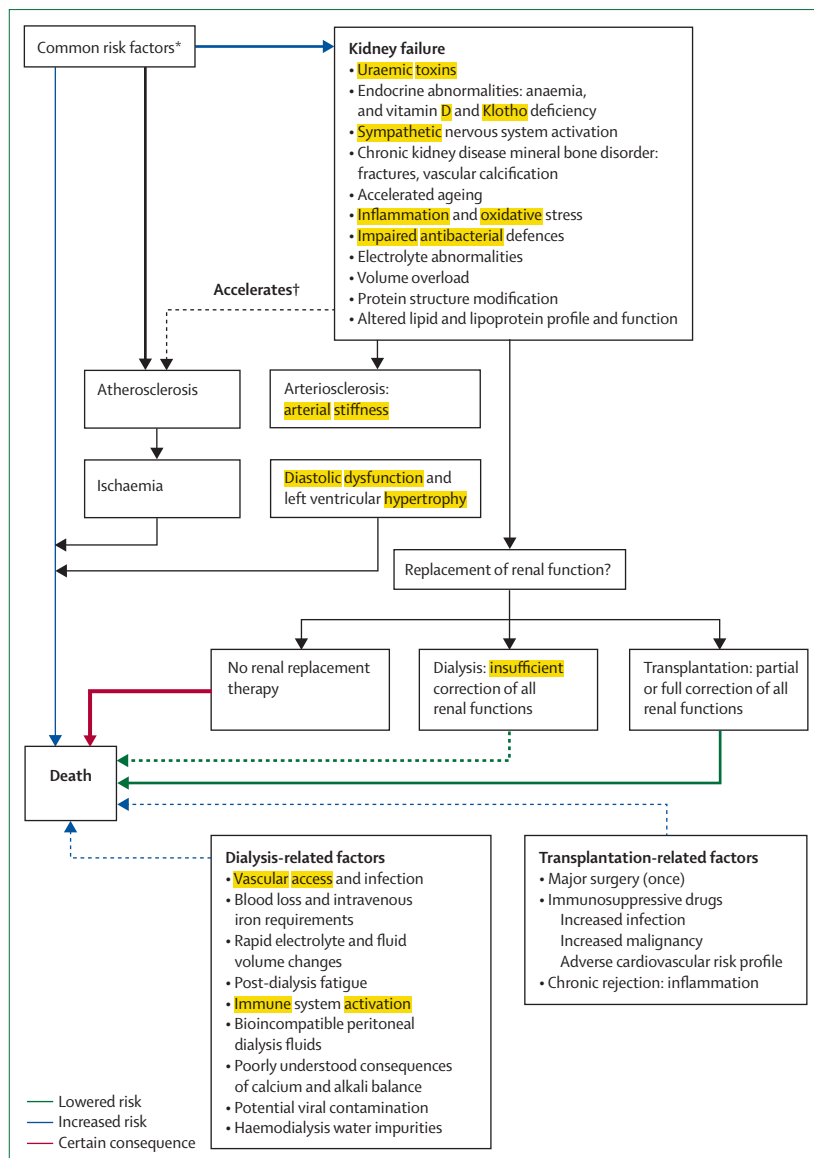 Common risk factors*
Kidney failure
• Uraemic toxins
• Endocrine abnormalities: anaemia,
and vitamin D and Klotho deficiency
• Sympathetic nervous system activation
• Chronic kidney disease mineral bone disorder:
fractures, vascular calcification
• Accelerated ageing
• Inflammation and oxidative stress
• Impaired antibacterial defences
• Electrolyte abnormalities
• Volume overload
• Protein structure modification
• Altered lipid and lipoprotein profile and function
Accelerates†
Atherosclerosis
Arteriosclerosis:
arterial stiffness
Ischaemia
Diastolic dysfunction and
left ventricular hypertrophy
Replacement of renal function?
No renal replacement
therapy
Dialysis: insufficient
correction of all
renal functions
Transplantation: partial
or full correction of all
renal functions
Death
Dialysis-related factors
• Vascular access and infection
• Blood loss and intravenous
iron requirements
• Rapid electrolyte and fluid
volume changes
• Post-dialysis fatigue
• Immune system activation
• Bioincompatible peritoneal
dialysis fluids
• Poorly understood consequences
of calcium and alkali balance
• Potential viral contamination
• Haemodialysis water impurities
Transplantation-related factors
• Major surgery (once)
• Immunosuppressive drugs
Increased infection
Increased malignancy
Adverse cardiovascular risk profile
• Chronic rejection: inflammation
Lowered risk
Increased risk
Certain consequence